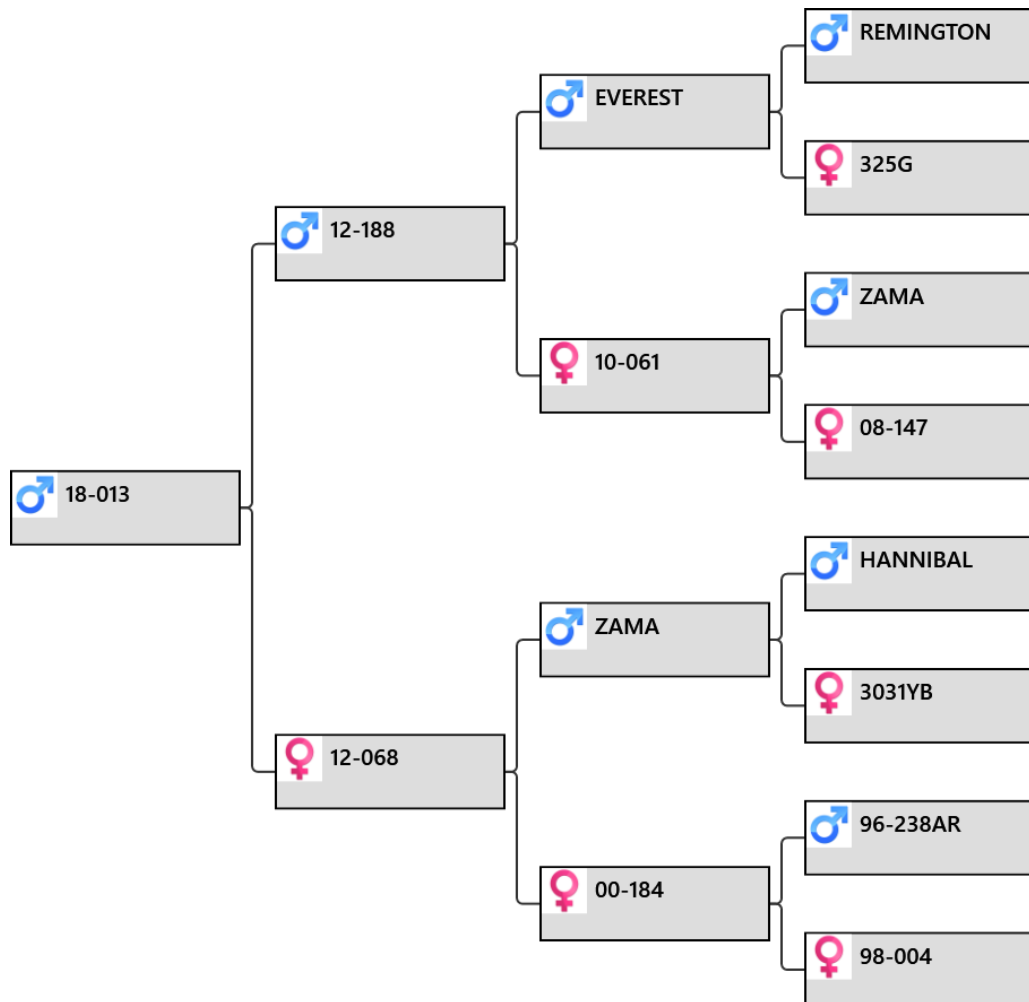 REMINGTON
EVEREST
325G
12-188
ZAMA
10-061
08-147
18-013
HANNIBAL
ZAMA
3031YB
12-068
96-238AR
00-184
98-004